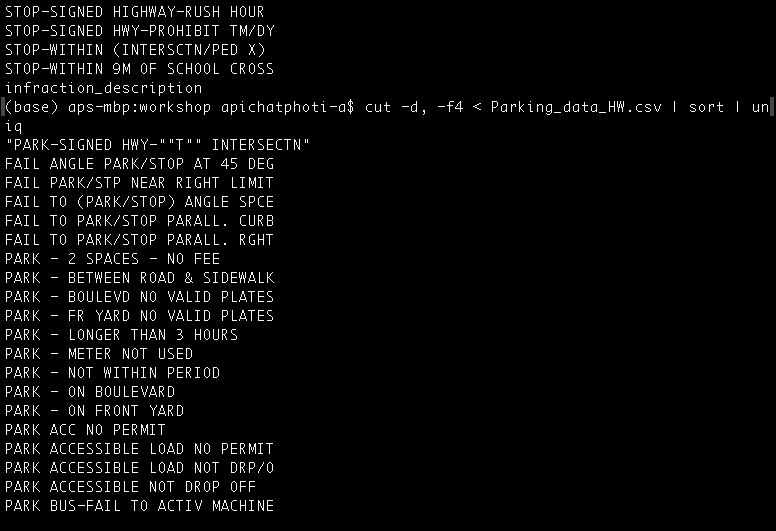 STOP-SIGNED HIGHWAY-RUSH HOUR
STOP-SIGNED HWY-PROHIBIT TM/DY
STOP-WITHIN (INTERSCTN/PED X)
STOP-WITHIN 9M OF SCHOOL CROSS
infraction_description
(base) aps-mbp:workshop apichatphoti-a$ cut -d, -f4 < Parking_data_HW.csv | sort | un
iq
"PARK-SIGNED HWY-""T"" INTERSECTN"
FAIL ANGLE PARK/STOP AT 45 DEG
FAIL PARK/STP NEAR RIGHT LIMIT
FAIL TO (PARK/STOP) ANGLE SPCE
FAIL TO PARK/STOP PARALL. CURB
FAIL TO PARK/STOP PARALL. RGHT
PARK - 2 SPACES - NO FEE
PARK - BETWEEN ROAD & SIDEWALK
PARK - BOULEVD NO VALID PLATES
PARK - FR YARD NO VALID PLATES
PARK - LONGER THAN 3 HOURS
PARK - METER NOT USED
PARK - NOT WITHIN PERIOD
PARK - ON BOULEVARD
PARK - ON FRONT YARD
PARK ACC NO PERMIT
PARK ACCESSIBLE LOAD NO PERMIT
PARK ACCESSIBLE LOAD NOT DRP/O
PARK ACCESSIBLE NOT DROP OFF
PARK BUS-FAIL TO ACTIV MACHINE